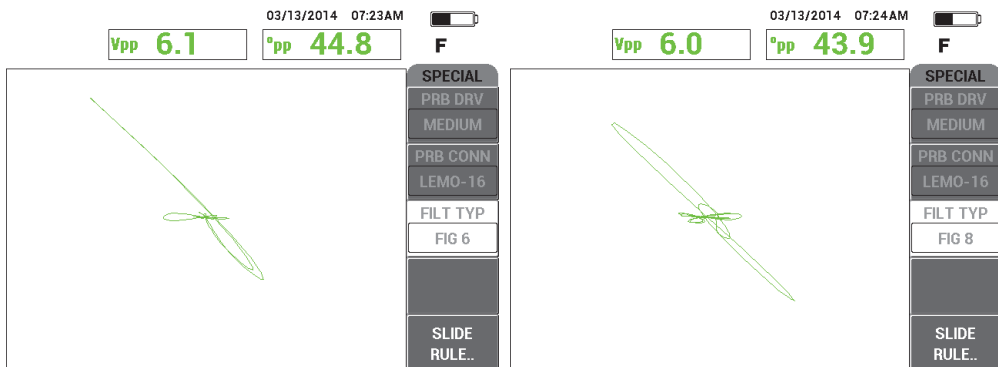 03/13/2014 07:23AM
Vpp 6.1 °pp 44.8
F
SPECIAL
PRB DRV
MEDIUM
PRB CONN
LEMO-16
FILT TYP
FIG 6
SLIDE
RULE..
03/13/2014 07:24AM
Vpp 6.0 °pp 43.9
F
SPECIAL
PRB DRV
MEDIUM
PRB CONN
LEMO-16
FILT TYP
FIG 8
SLIDE
RULE..